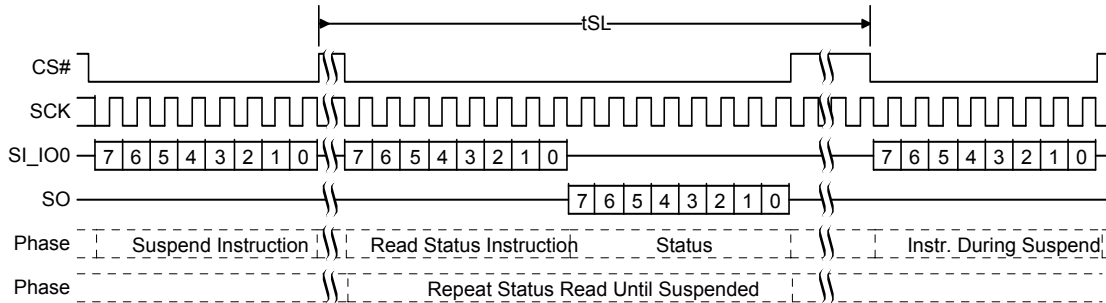 tSL
CS#
SCK
SI_IO0 7 6 5 4 3 2 1 0 7 6 5 4 3 2 1 0 7 6 5 4 3 2 1 0
SO 7 6 5 4 3 2 1 0
Phase Suspend Instruction Read Status Instruction Status Instr. During Suspend
Phase Repeat Status Read Until Suspended